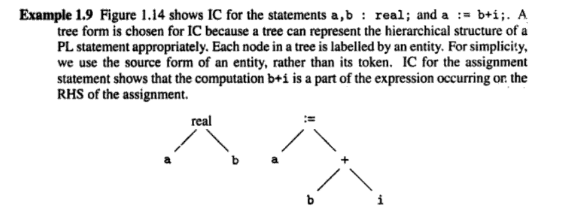 Example 1.9 Figure 1.14 shows IC for the statements a,b : real; and a := b+i;. A
tree form is chosen for IC because a tree can represent the hierarchical structure of a
PL statement appropriately. Each node in a tree is labelled by an entity. For simplicity,
we use the source form of an entity, rather than its token. IC for the assignment
statement shows that the computation b+i is a part of the expression occurring on the
RHS of the assignment.
real :=
a b a +
b i